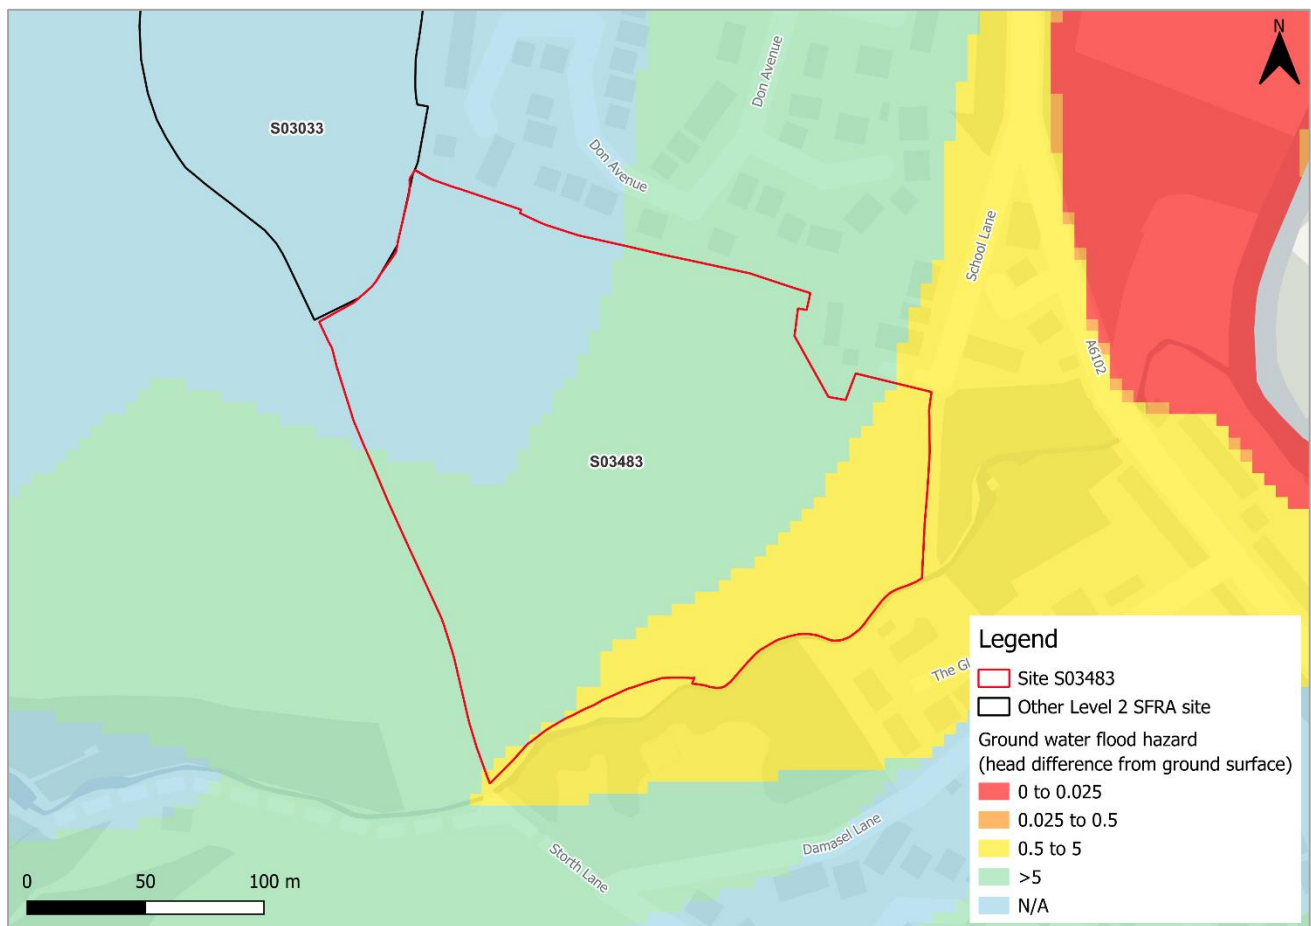 N
S03033
Don Avenue
Don Avenue
School Lane
A6102
S03483
The Gl
Damasel Lane
Storth Lane
0 50 100 m
Legend
Site S03483
Other Level 2 SFRA site
Ground water flood hazard
(head difference from ground surface)
0 to 0.025
0.025 to 0.5
0.5 to 5
>5
N/A